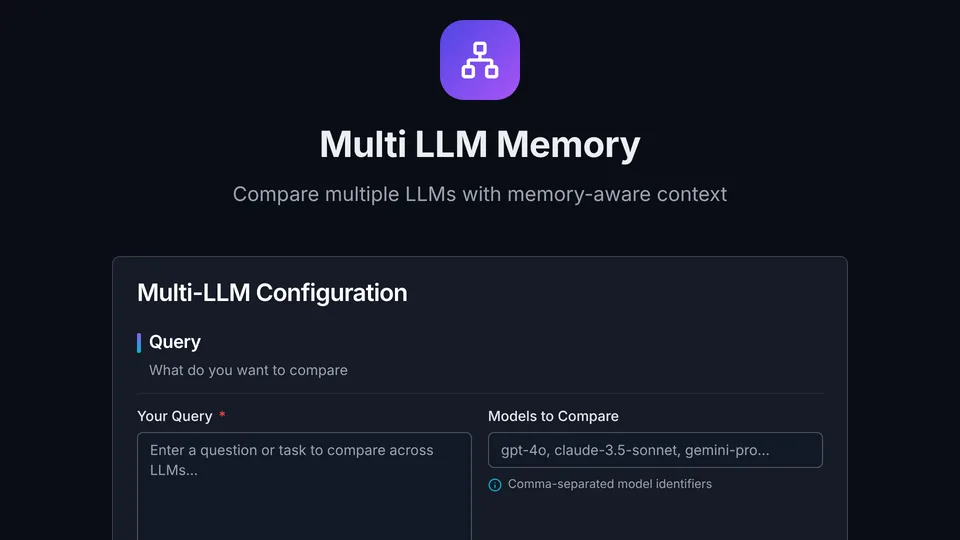 Multi LLM Memory
Compare multiple LLMs with memory-aware context
Multi-LLM Configuration
Query
What do you want to compare
Your Query *
Enter a question or task to compare across
LLMs...
Models to Compare
gpt-4o, claude-3.5-sonnet, gemini-pro...
Comma-separated model identifiers